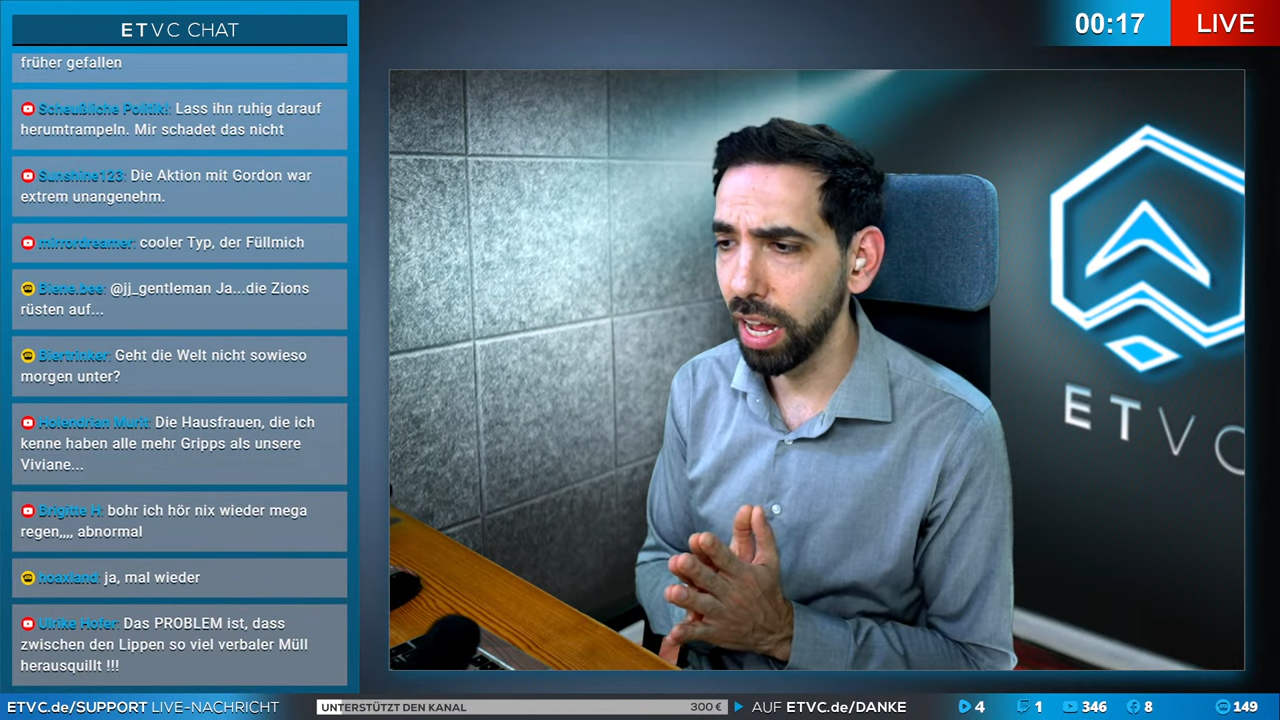 ETVC CHAT
früher gefallen
Scheußliche Politik!: Lass ihn ruhig darauf
herumtrampeln. Mir schadet das nicht
Sunshine123: Die Aktion mit Gordon war
extrem unangenehm.
mirrordreamer: cooler Typ, der Füllmich
Biene.bee: @jj_gentleman Ja...die Zions
rüsten auf...
Biertrinker: Geht die Welt nicht sowieso
morgen unter?
Holendrian Murit: Die Hausfrauen, die ich
kenne haben alle mehr Gripps als unsere
Viviane...
Brigitte H: bohr ich hör nix wieder mega
regen,,,, abnormal
hoaxland: ja, mal wieder
Ulrike Hofer: Das PROBLEM ist, dass
zwischen den Lippen so viel verbaler Müll
herausquillt !!!
00:17 LIVE
ETVC
ETVC.de/SUPPORT LIVE-NACHRICHT
UNTERSTÜTZT DEN KANAL 300 €
AUF ETVC.de/DANKE
4 1 346 8 149